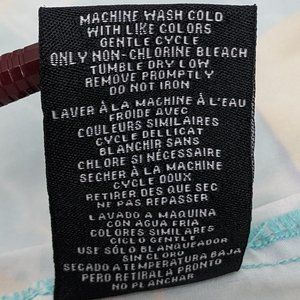 MACHINE WASH COLD
WITH LIKE COLORS
GENTLE CYCLE
ONLY NON-CHLORINE BLEACH
TUMBLE DRY LOW
REMOVE PROMPTLY
DO NOT IRON
LAVER À LA MACHINE À L'EAU
FROIDE AVEC
COULEURS SIMILAIRES
CYCLE DELLICAT
BLANCHIR SANS
CHLORE SI NÉCESSAIRE
SECHER À LA MACHINE
CYCLE DOUX
RETIRER DES QUE SEC
NE PAS REPASSER
LAVADO A MAQUINA
CON AGUA FRIA
COLORES SIMILARES
CICLO GENTLE
USE SÓLO BLANQUEADOR
SIN CLORO
SECADO A TEMPERATURA BAJA
PERO RETIRALA PRONTO
NO PLANCHAR